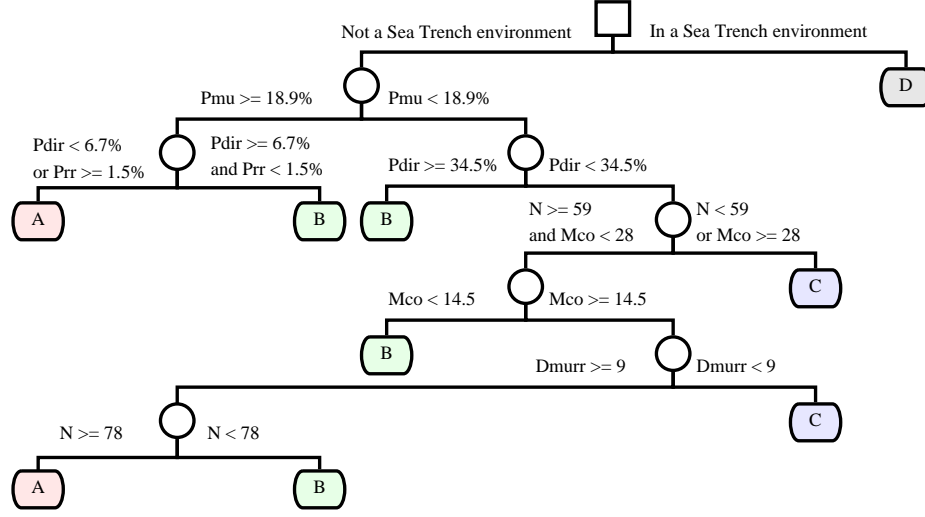 Not a Sea Trench environment
In a Sea Trench environment
D
Pmu >= 18.9%
Pmu < 18.9%
Pdir < 6.7%
or Prr >= 1.5%
Pdir >= 6.7%
and Prr < 1.5%
Pdir >= 34.5%
Pdir < 34.5%
A
B
B
N >= 59
and Mco < 28
N < 59
or Mco >= 28
C
Mco < 14.5
Mco >= 14.5
B
Dmurr >= 9
Dmurr < 9
C
N >= 78
N < 78
A
B